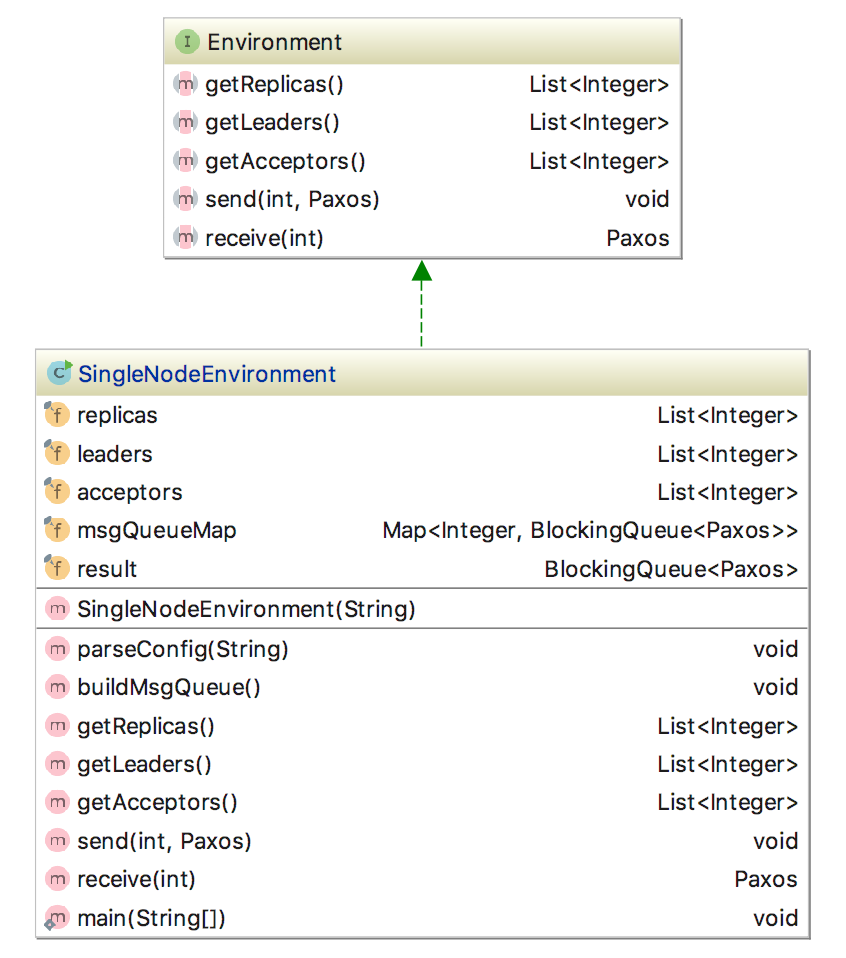 I Environment
m getReplicas() List<Integer>
m getLeaders() List<Integer>
m getAcceptors() List<Integer>
m send(int, Paxos) void
m receive(int) Paxos
C SingleNodeEnvironment
f replicas List<Integer>
f leaders List<Integer>
f acceptors List<Integer>
f msgQueueMap Map<Integer, BlockingQueue<Paxos>>
f result BlockingQueue<Paxos>
m SingleNodeEnvironment(String)
m parseConfig(String) void
m buildMsgQueue() void
m getReplicas() List<Integer>
m getLeaders() List<Integer>
m getAcceptors() List<Integer>
m send(int, Paxos) void
m receive(int) Paxos
m main(String[]) void